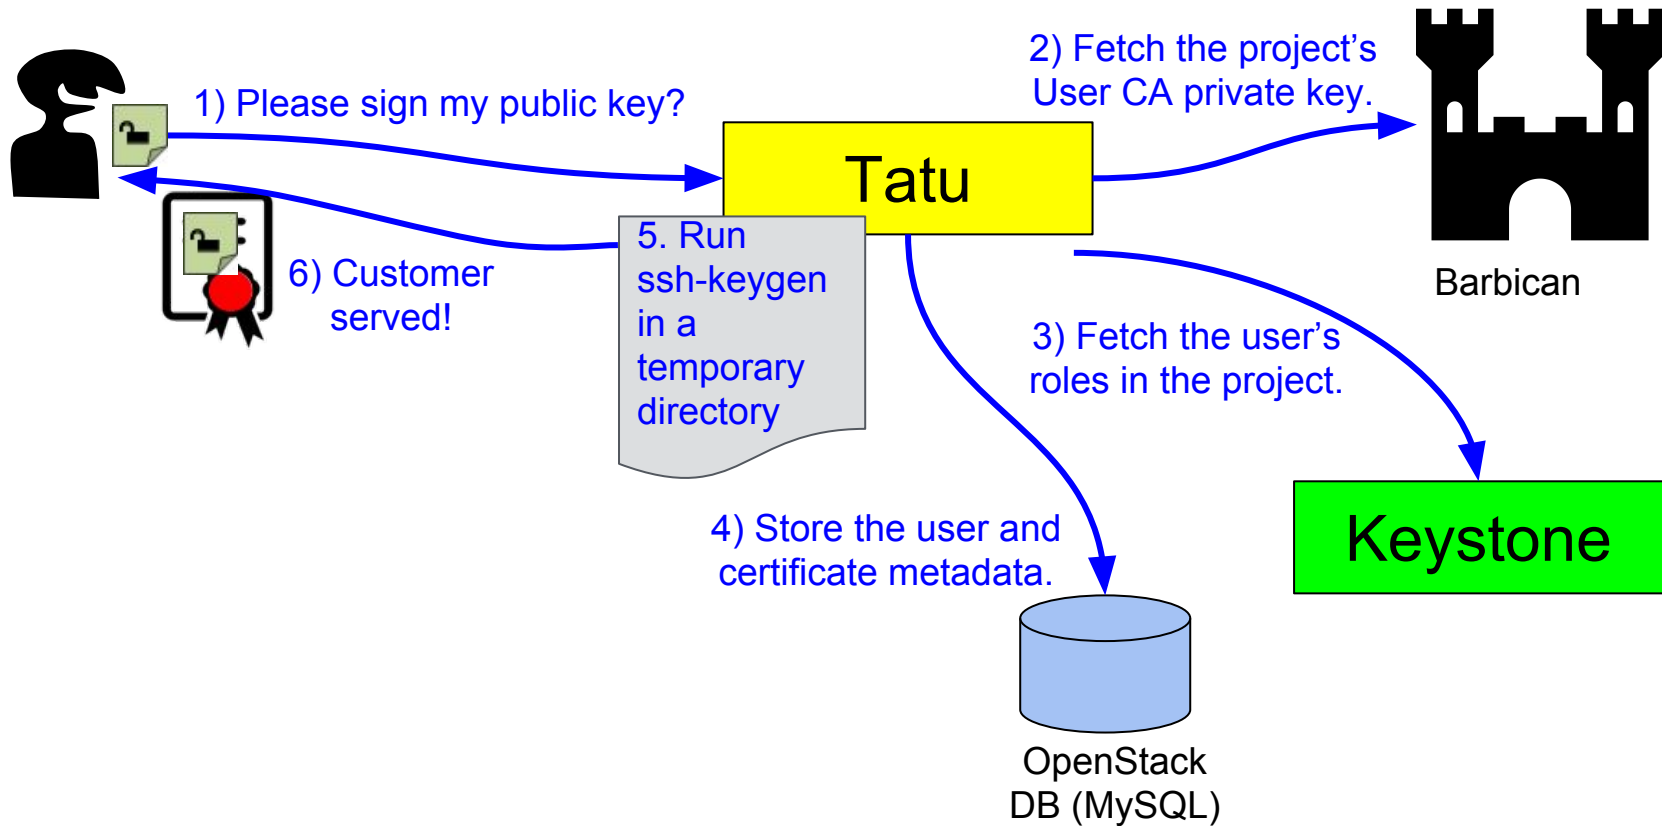 1) Please sign my public key?
2) Fetch the project's
User CA private key.
Tatu
Barbican
5. Run
ssh-keygen
in a
temporary
directory
6) Customer
served!
3) Fetch the user's
roles in the project.
4) Store the user and
certificate metadata.
Keystone
OpenStack
DB (MySQL)